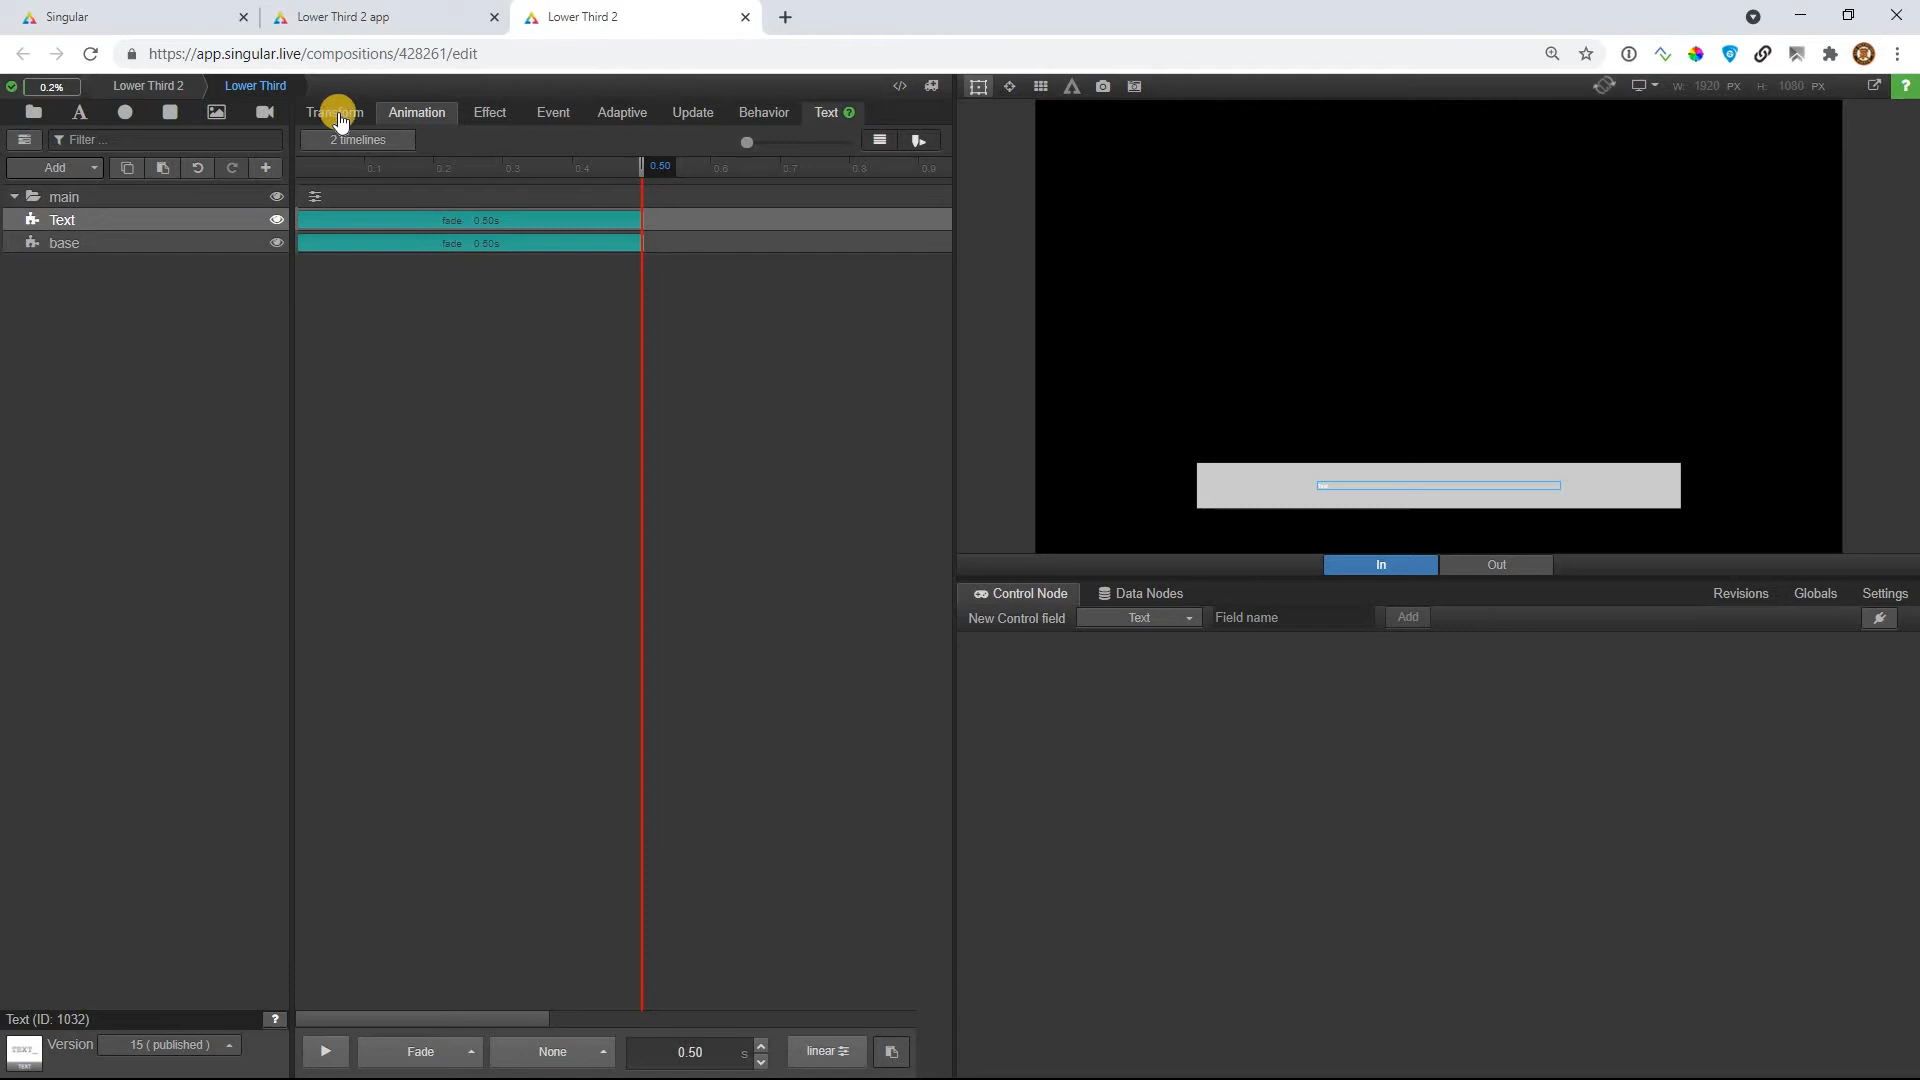 Singular
Lower Third 2 app
Lower Third 2
https://app.singular.live/compositions/428261/edit
0.2%
Lower Third 2
Lower Third
W: 1920 PX H: 1080 PX
?
Transform
Animation
Effect
Event
Adaptive
Update
Behavior
Text ?
Filter ...
2 timelines
Add
0.1 0.2 0.3 0.4 0.50 0.6 0.7 0.8 0.9
main
Text
fade 0.50s
base
fade 0.50s
In
Out
Control Node
Data Nodes
Revisions
Globals
Settings
New Control field
Text
Field name
Add
Text (ID: 1032)
?
TEXT_
TEXT
Version
15 ( published )
Fade
None
0.50 s
linear